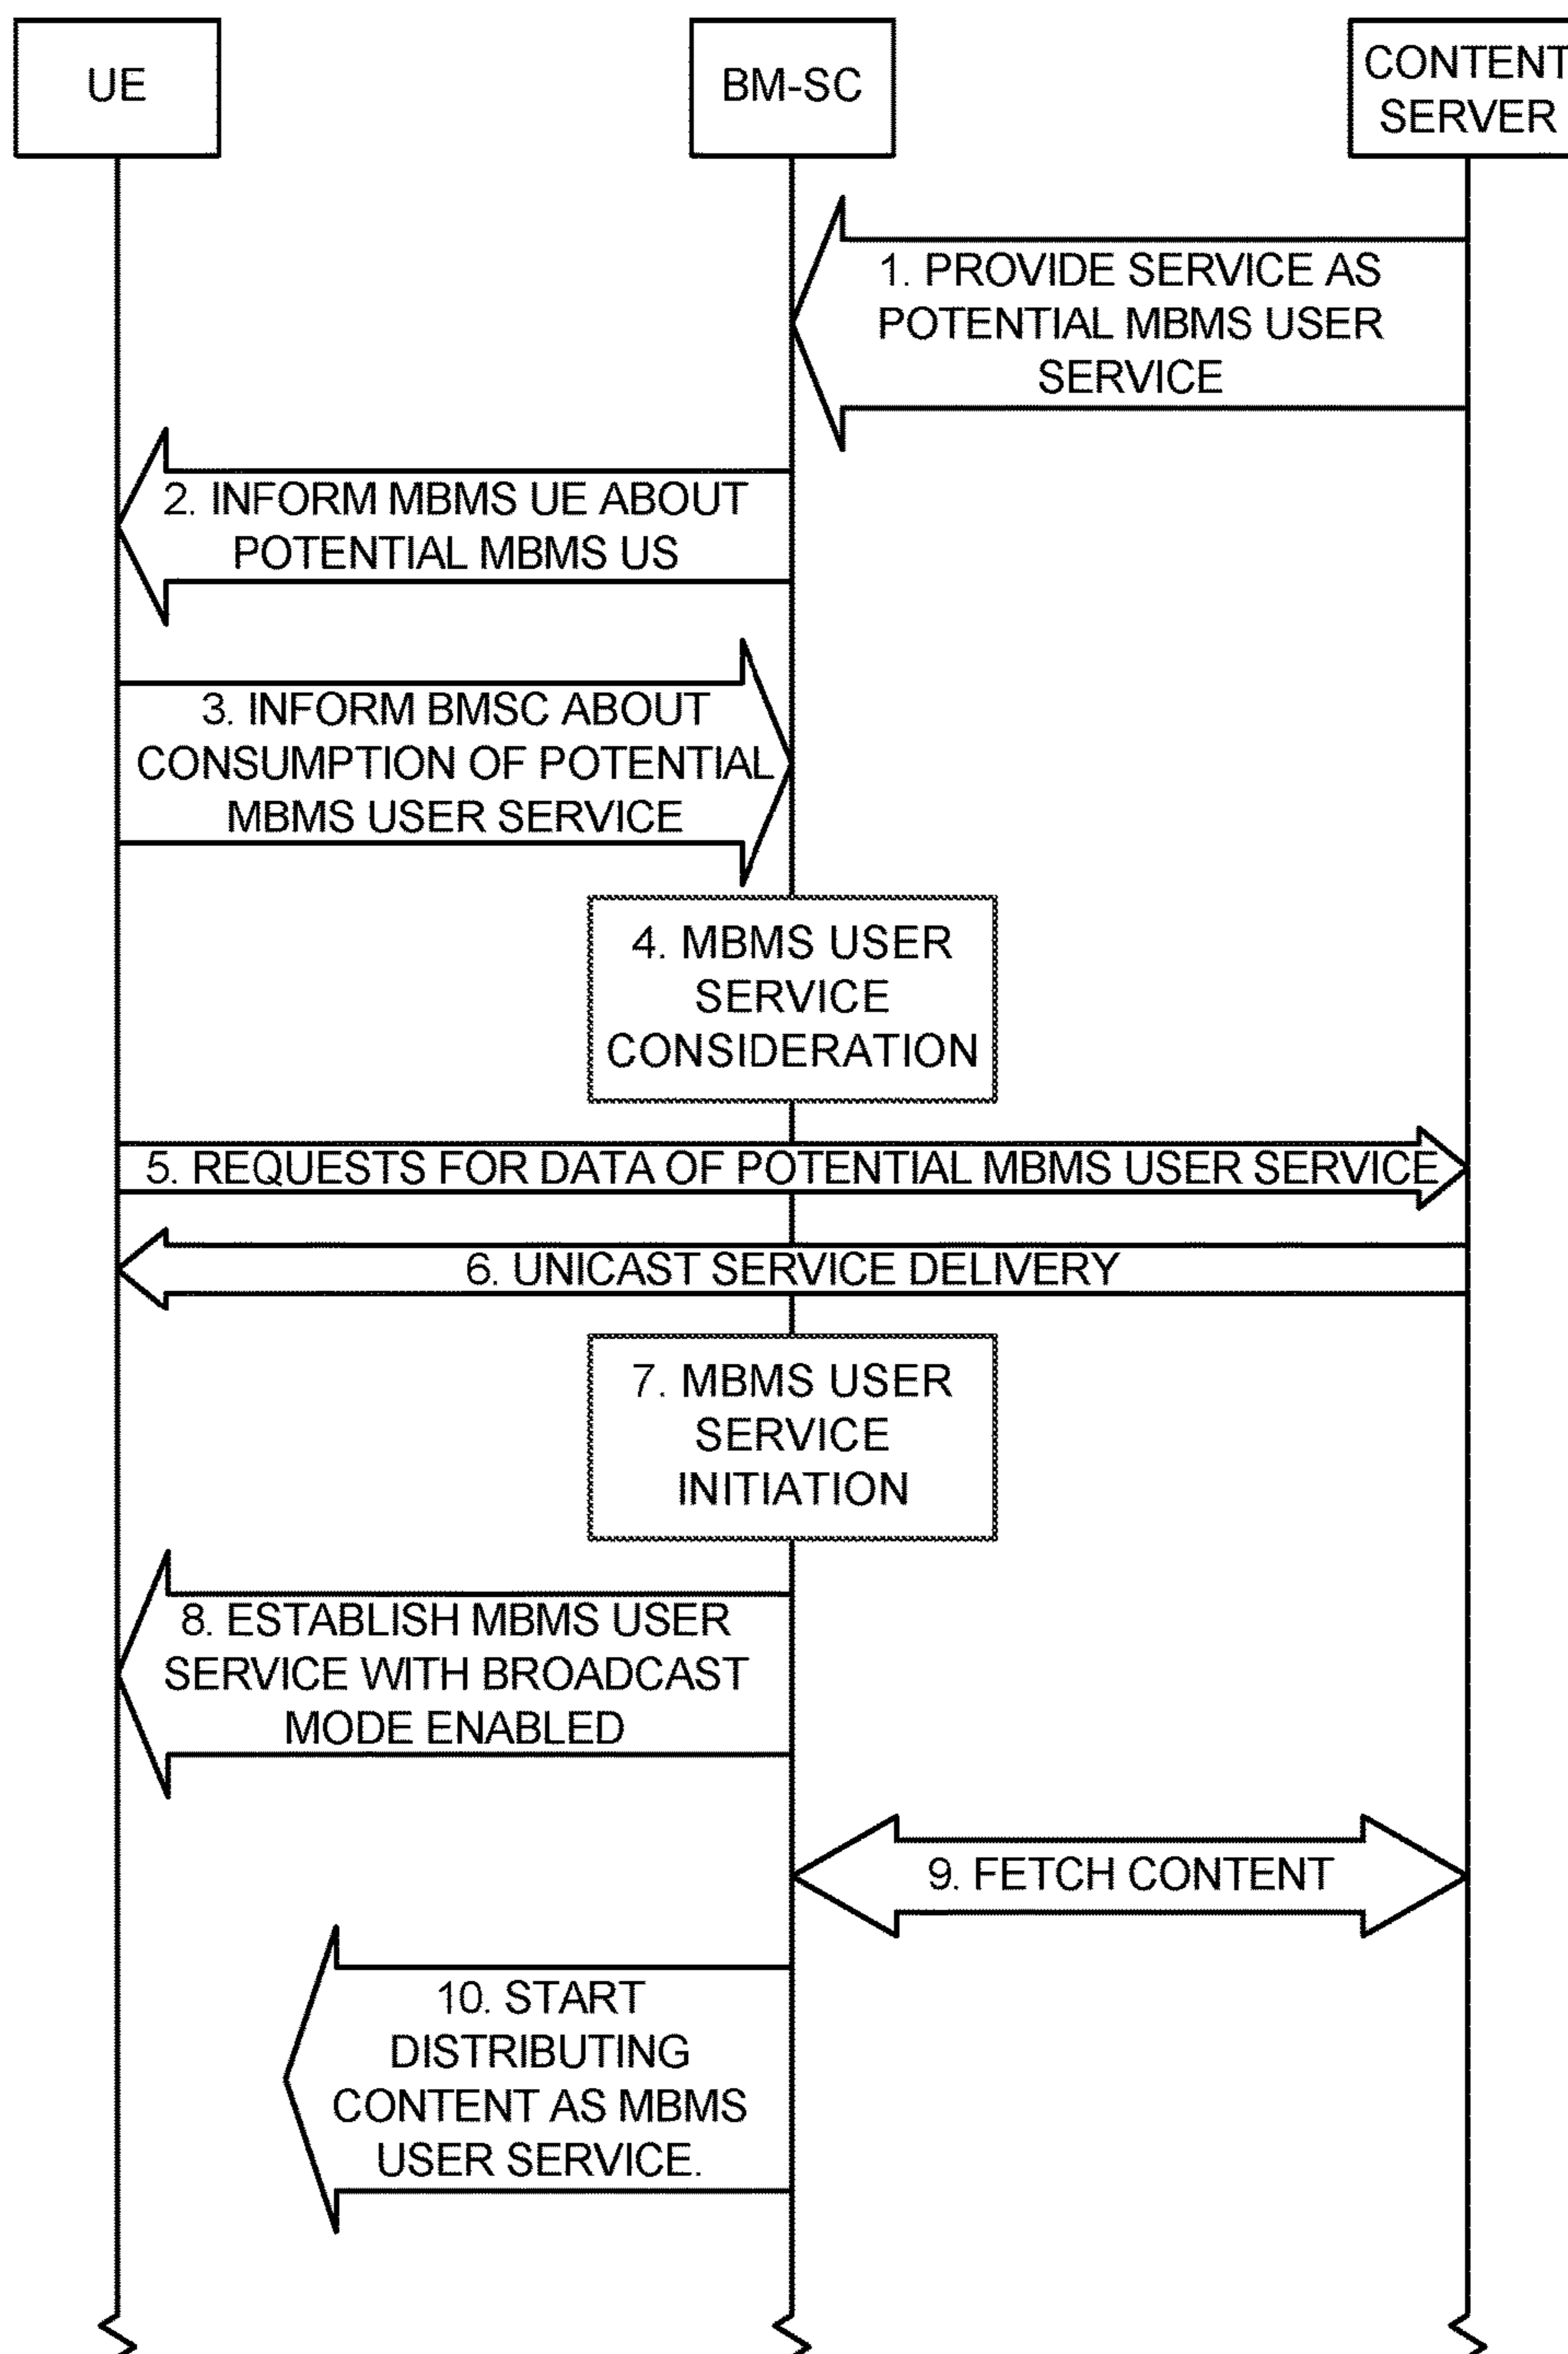 UE
BM-SC
CONTENT
SERVER
1. PROVIDE SERVICE AS
POTENTIAL MBMS USER
SERVICE
2. INFORM MBMS UE ABOUT
POTENTIAL MBMS US
3. INFORM BMSC ABOUT
CONSUMPTION OF POTENTIAL
MBMS USER SERVICE
4. MBMS USER
SERVICE
CONSIDERATION
5. REQUESTS FOR DATA OF POTENTIAL MBMS USER SERVICE
6. UNICAST SERVICE DELIVERY
7. MBMS USER
SERVICE
INITIATION
8. ESTABLISH MBMS USER
SERVICE WITH BROADCAST
MODE ENABLED
9. FETCH CONTENT
10. START
DISTRIBUTING
CONTENT AS MBMS
USER SERVICE.